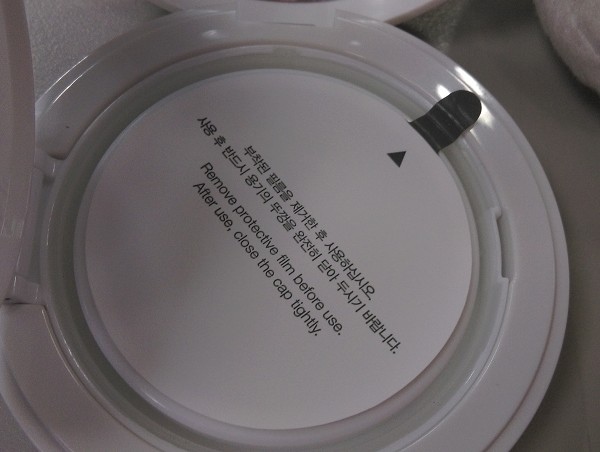 부착된 필름을 제거한 후 사용하십시오.
사용 후 반드시 용기의 뚜껑을 완전히 닫아 두시기 바랍니다.
Remove protective film before use.
After use, close the cap tightly.